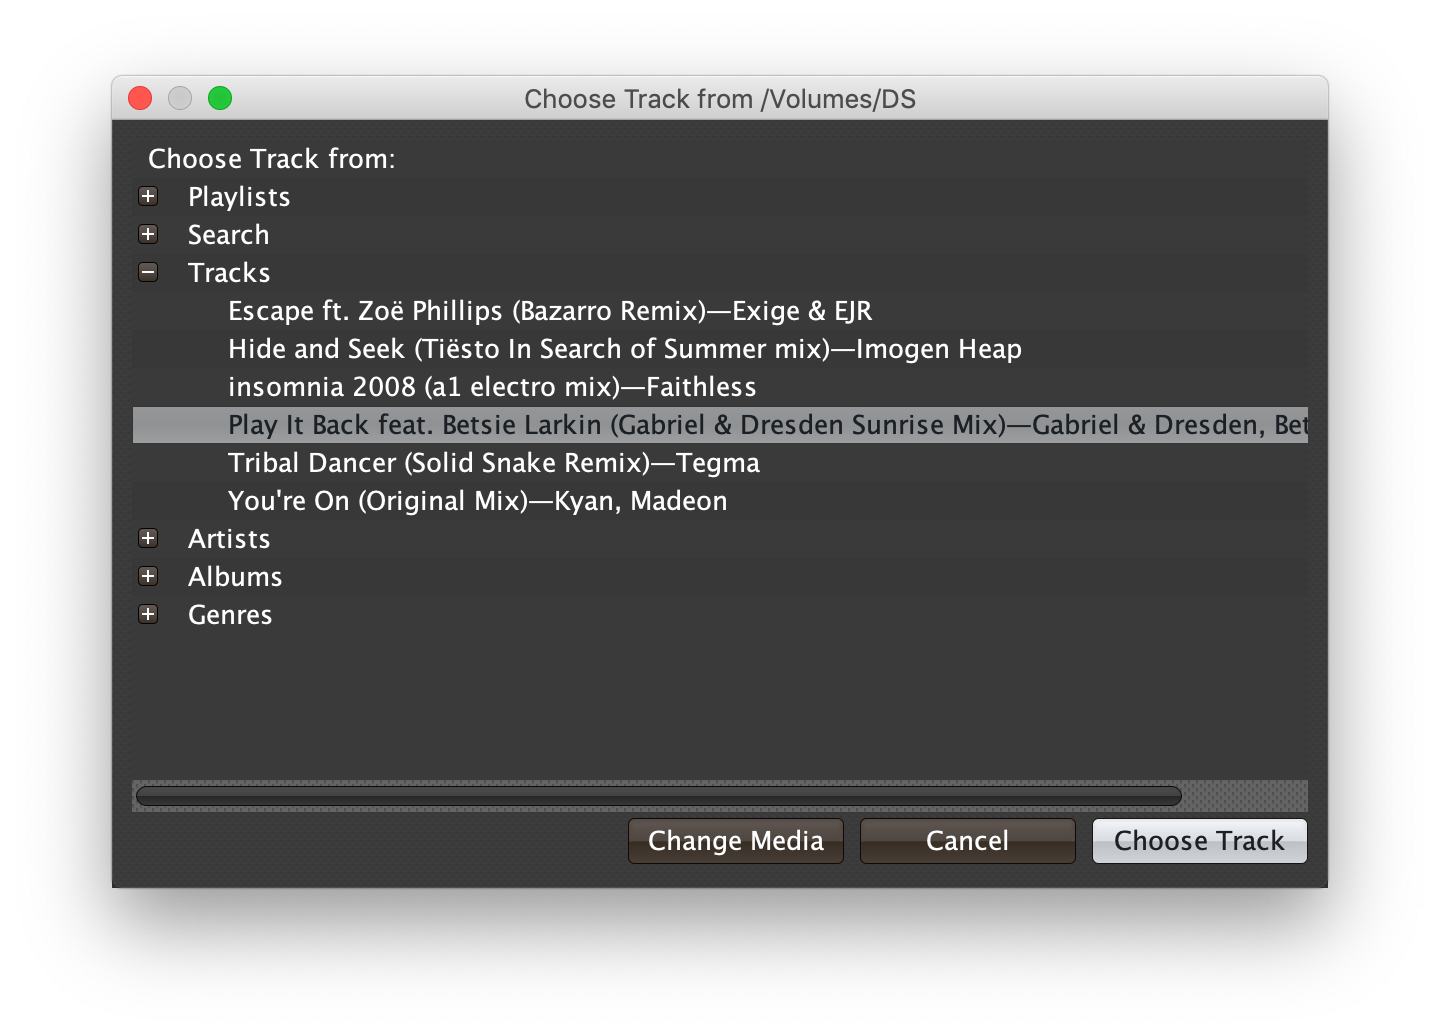 Choose Track from /Volumes/DS
Choose Track from:
Playlists
Search
Tracks
Escape ft. Zoë Phillips (Bazarro Remix)—Exige & EJR
Hide and Seek (Tiësto In Search of Summer mix)—Imogen Heap
insomnia 2008 (a1 electro mix)—Faithless
Play It Back feat. Betsie Larkin (Gabriel & Dresden Sunrise Mix)—Gabriel & Dresden, Bet
Tribal Dancer (Solid Snake Remix)—Tegma
You're On (Original Mix)—Kyan, Madeon
Artists
Albums
Genres
Change Media Cancel Choose Track